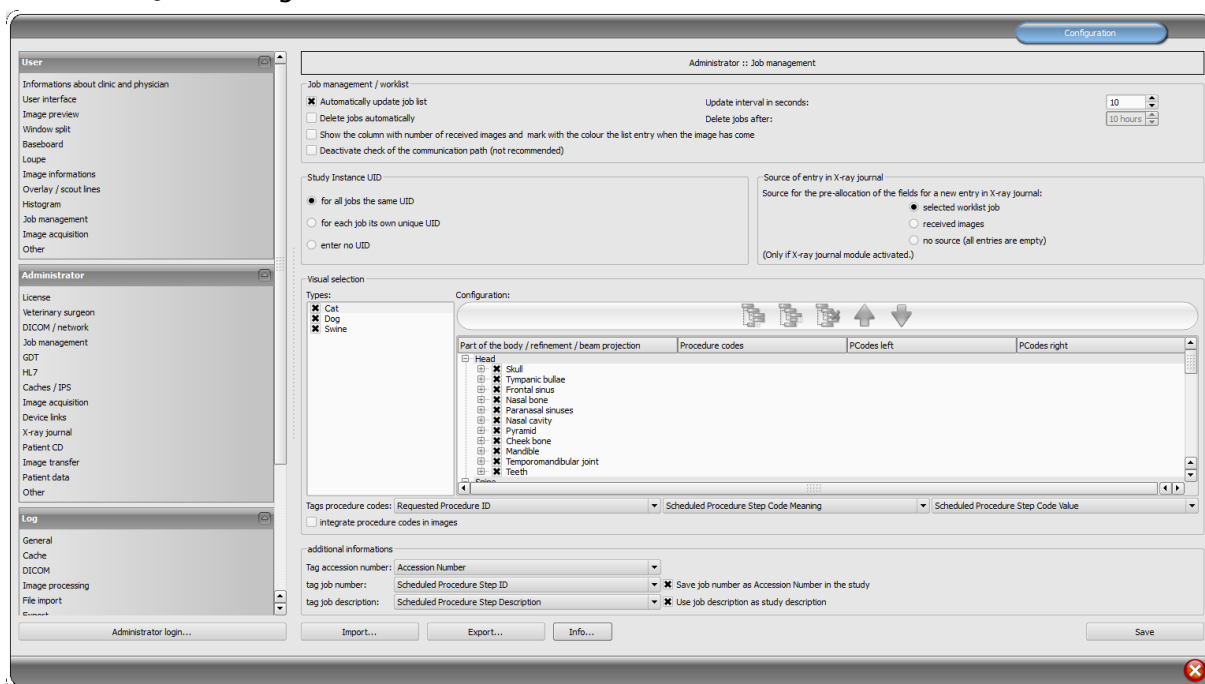 Configuration
User
Informations about clinic and physician
User interface
Image preview
Window split
Baseboard
Loupe
Image informations
Overlay / scout lines
Histogram
Job management
Image acquisition
Other
Administrator
License
Veterinary surgeon
DICOM / network
Job management
GDT
HL7
Caches / IPS
Image acquisition
Device links
X-ray journal
Patient CD
Image transfer
Patient data
Other
Log
General
Cache
DICOM
Image processing
File import
Administrator login...
Administrator :: Job management
Job management / worklist
Automatically update job list
Update interval in seconds:
10
Delete jobs automatically
Delete jobs after:
10 hours
Show the column with number of received images and mark with the colour the list entry when the image has come
Deactivate check of the communication path (not recommended)
Study Instance UID
for all jobs the same UID
for each job its own unique UID
enter no UID
Source of entry in X-ray journal
Source for the pre-allocation of the fields for a new entry in X-ray journal:
selected worklist job
received images
no source (all entries are empty)
(Only if X-ray journal module activated.)
Visual selection
Types:
Cat
Dog
Swine
Configuration:
Part of the body / refinement / beam projection
Procedure codes
PCodes left
PCodes right
Head
Skull
Tympanic bullae
Frontal sinus
Nasal bone
Paranasal sinuses
Nasal cavity
Pyramid
Cheek bone
Mandible
Temporomandibular joint
Teeth
Tags procedure codes: Requested Procedure ID
Scheduled Procedure Step Code Meaning
Scheduled Procedure Step Code Value
integrate procedure codes in images
additional informations
Tag accession number: Accession Number
tag job number: Scheduled Procedure Step ID
Save job number as Accession Number in the study
tag job description: Scheduled Procedure Step Description
Use job description as study description
Import...
Export...
Info...
Save